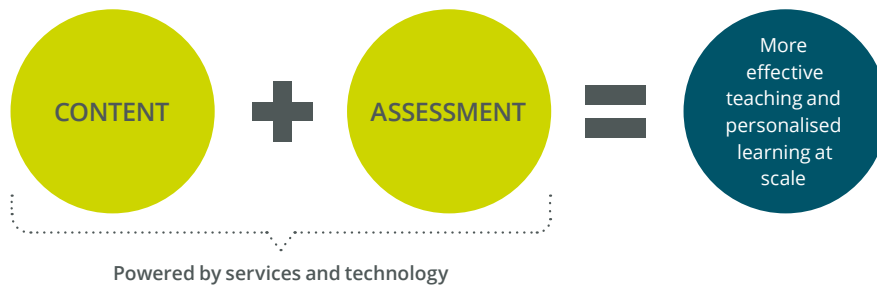 CONTENT
ASSESSMENT
More
effective
teaching and
personalised
learning at
scale
Powered by services and technology